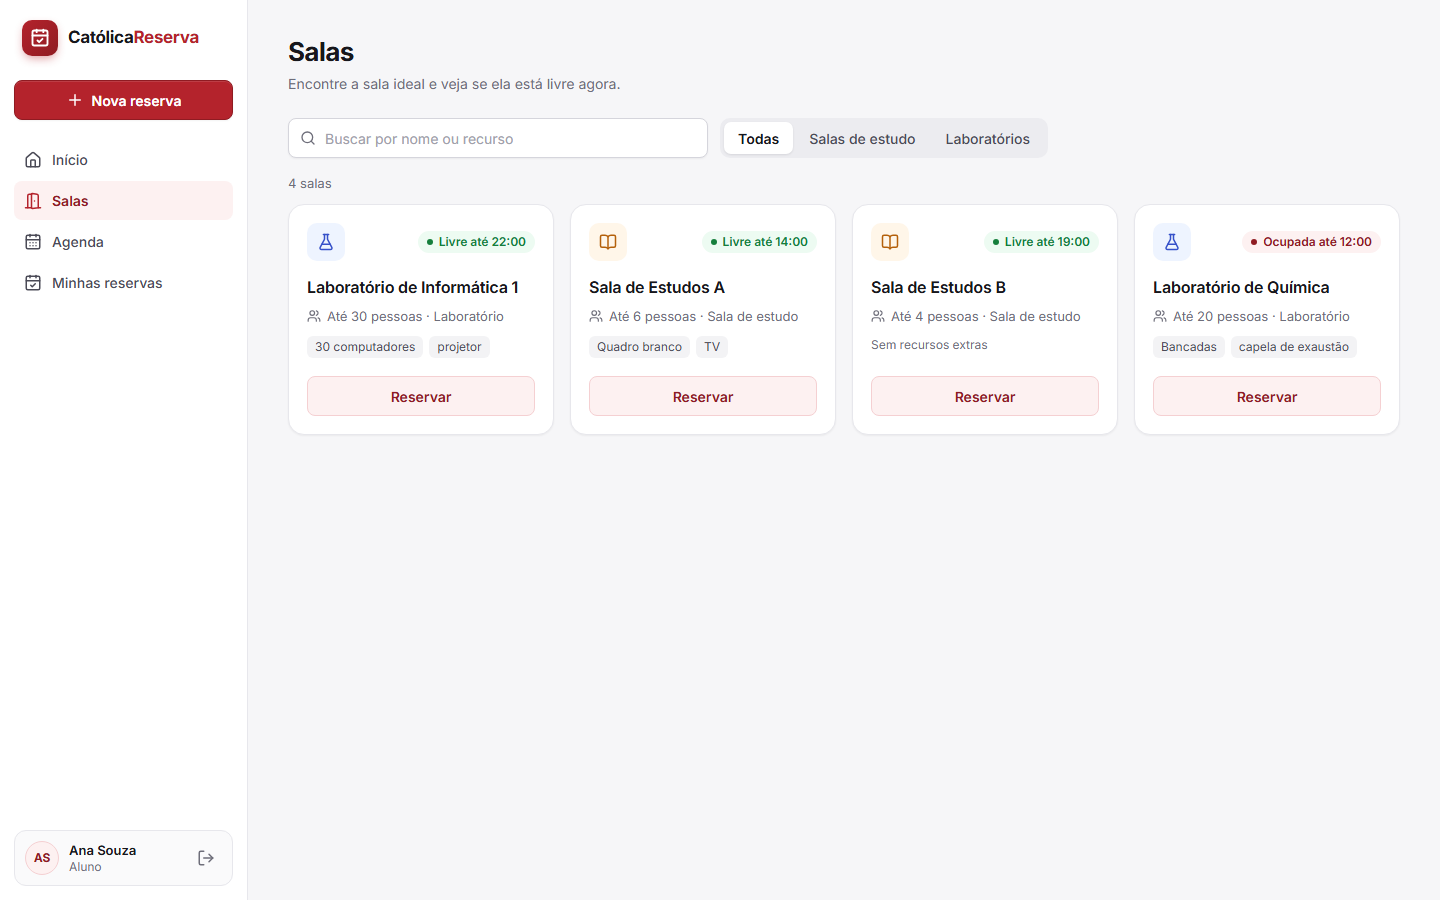 CatólicaReserva
Nova reserva
Início
Salas
Agenda
Minhas reservas
Salas
Encontre a sala ideal e veja se ela está livre agora.
Buscar por nome ou recurso
Todas
Salas de estudo
Laboratórios
4 salas
Livre até 22:00
Laboratório de Informática 1
Até 30 pessoas · Laboratório
30 computadores
projetor
Reservar
Livre até 14:00
Sala de Estudos A
Até 6 pessoas · Sala de estudo
Quadro branco
TV
Reservar
Livre até 19:00
Sala de Estudos B
Até 4 pessoas · Sala de estudo
Sem recursos extras
Reservar
Ocupada até 12:00
Laboratório de Química
Até 20 pessoas · Laboratório
Bancadas
capela de exaustão
Reservar
AS
Ana Souza
Aluno